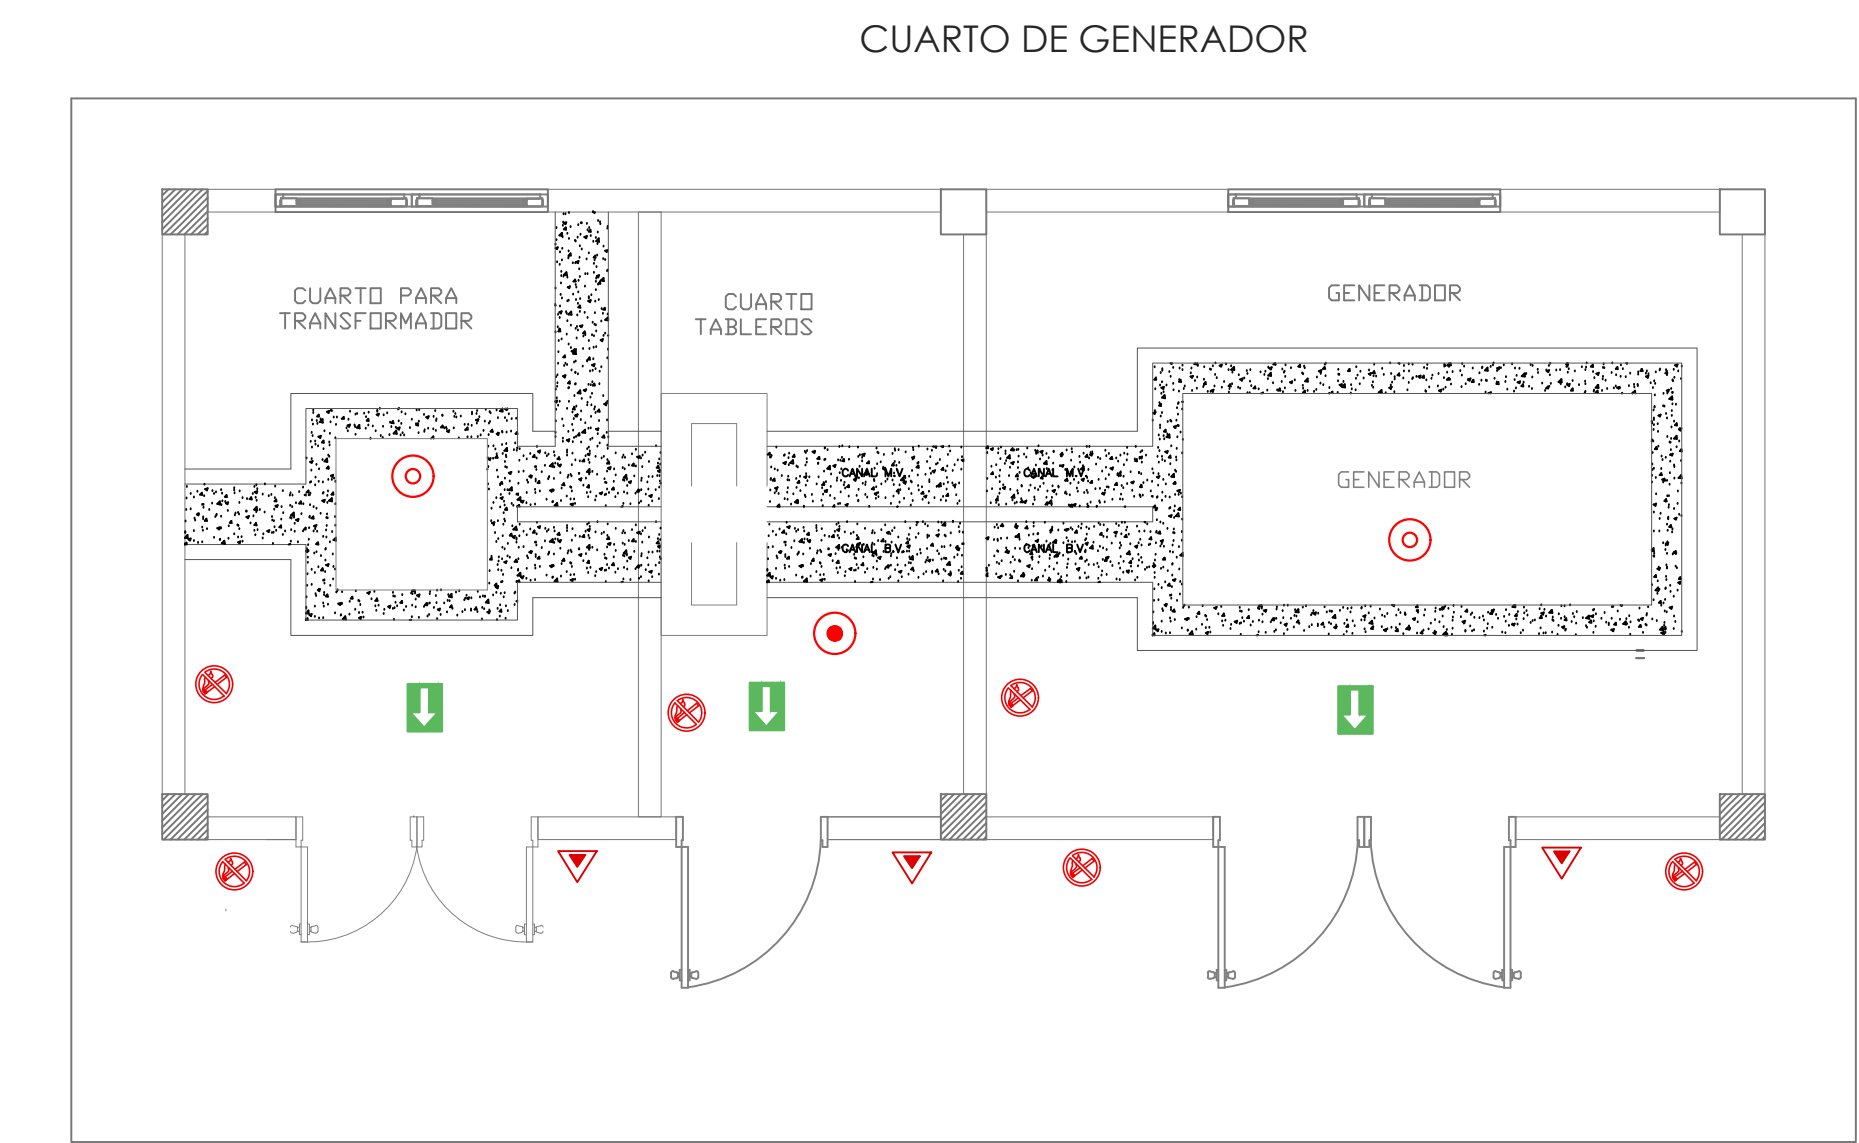 CUARTO DE GENERADOR
CUARTO PARA
TRANSFORMADOR
CUARTO
TABLEROS
GENERADOR
CANAL M.V.
CANAL M.V.
GENERADOR
CANAL B.V.
CANAL B.V.